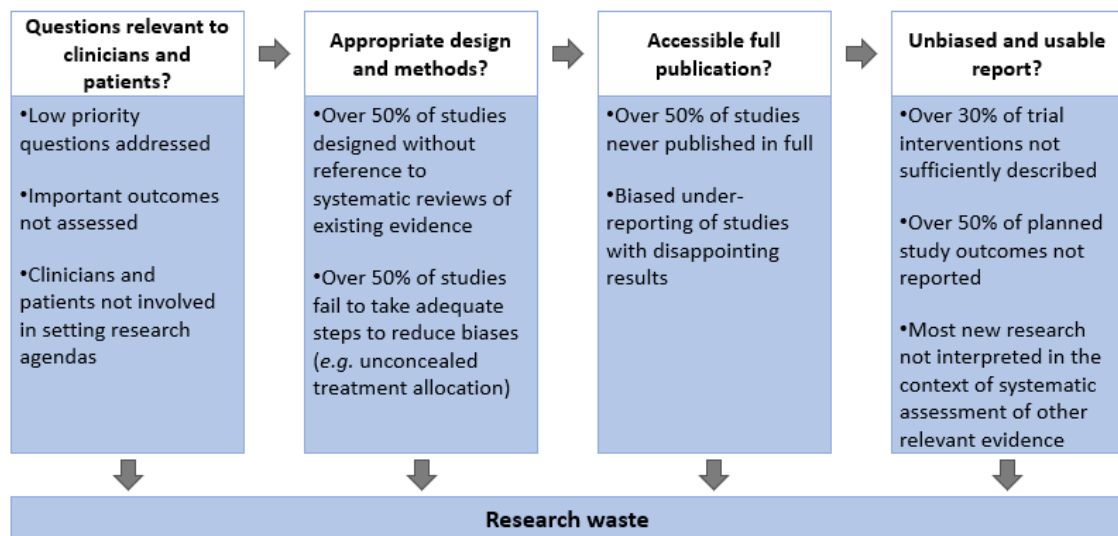 Questions relevant to
clinicians and
patients?
•Low priority
questions addressed
•Important outcomes
not assessed
•Clinicians and
patients not involved
in setting research
agendas
Appropriate design
and methods?
•Over 50% of studies
designed without
reference to
systematic reviews of
existing evidence
•Over 50% of studies
fail to take adequate
steps to reduce biases
(e.g. unconcealed
treatment allocation)
Accessible full
publication?
•Over 50% of studies
never published in full
•Biased under-
reporting of studies
with disappointing
results
Unbiased and usable
report?
•Over 30% of trial
interventions not
sufficiently described
•Over 50% of planned
study outcomes not
reported
•Most new research
not interpreted in the
context of systematic
assessment of other
relevant evidence
Research waste